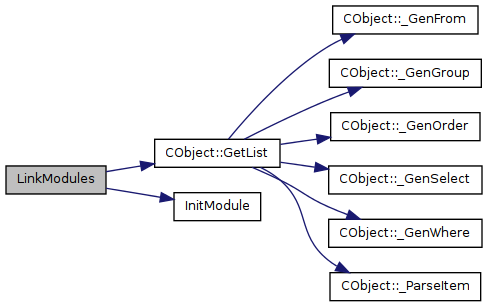 LinkModules
CObject::GetList
InitModule
CObject::_GenFrom
CObject::_GenGroup
CObject::_GenOrder
CObject::_GenSelect
CObject::_GenWhere
CObject::_ParseItem